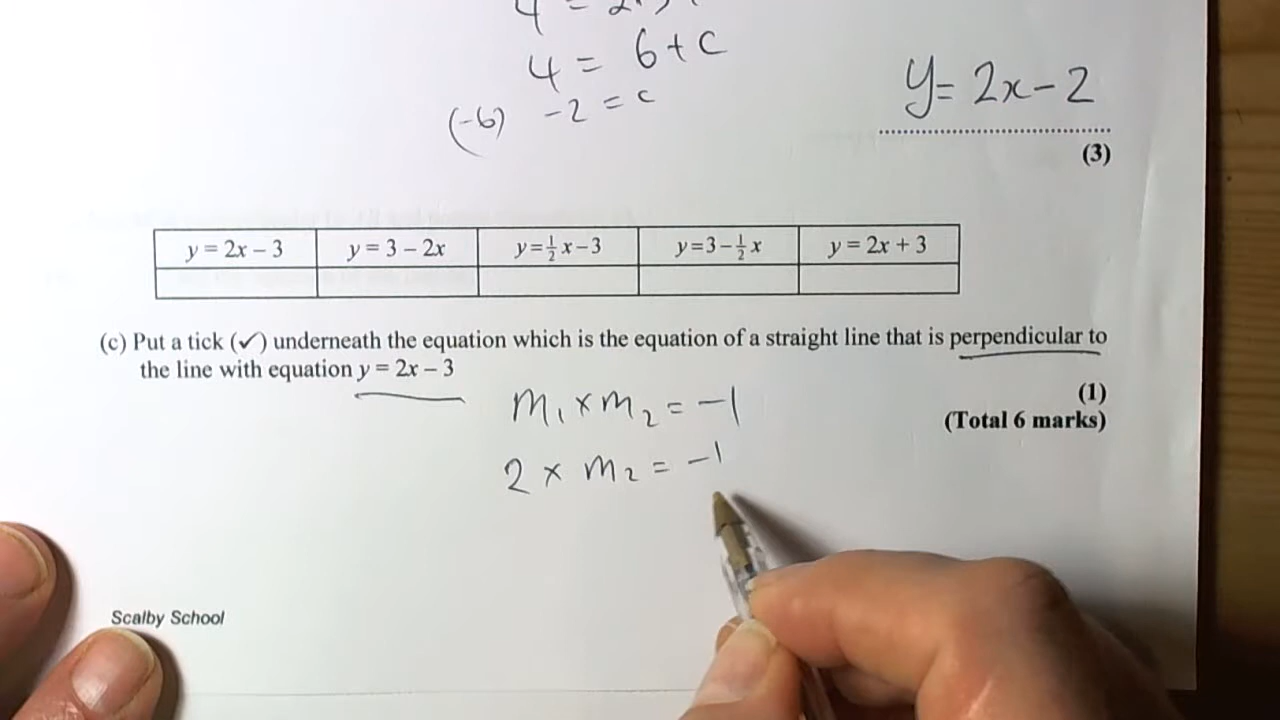 4 = 6 + c
(-6) -2 = c
y = 2x - 2
(3)
y = 2x – 3 y = 3 – 2x y = ½ x – 3 y = 3 – ½ x y = 2x + 3
(c) Put a tick (✓) underneath the equation which is the equation of a straight line that is perpendicular to
the line with equation y = 2x – 3
(1)
(Total 6 marks)
m₁ × m₂ = -1
2 × m₂ = -1
Scalby School